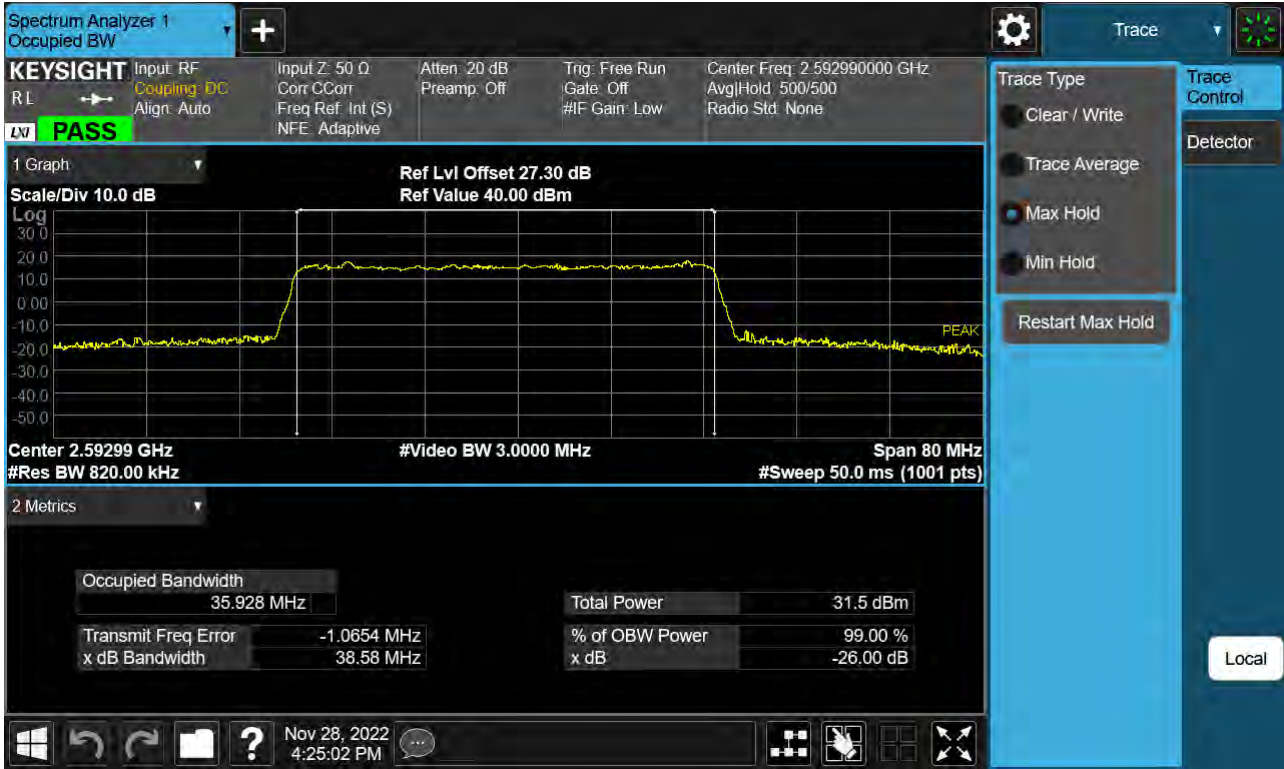 Spectrum Analyzer 1
Occupied BW
+
Trace
KEYSIGHT
R L
LXI
PASS
Input: RF
Coupling: DC
Align: Auto
Input Z: 50 Ω
Corr CCorr
Freq Ref: Int (S)
NFE: Adaptive
Atten: 20 dB
Preamp: Off
Trig: Free Run
Gate: Off
#IF Gain: Low
Center Freq: 2.592990000 GHz
Avg|Hold: 500/500
Radio Std: None
Trace Type
Clear / Write
Trace Average
Max Hold
Min Hold
Restart Max Hold
Trace
Control
Detector
Local
1 Graph
Scale/Div 10.0 dB
Ref Lvl Offset 27.30 dB
Ref Value 40.00 dBm
Log
30.0
20.0
10.0
0.00
-10.0
-20.0
-30.0
-40.0
-50.0
PEAK
Center 2.59299 GHz
#Video BW 3.0000 MHz
Span 80 MHz
#Res BW 820.00 kHz
#Sweep 50.0 ms (1001 pts)
2 Metrics
Occupied Bandwidth
35.928 MHz
Transmit Freq Error -1.0654 MHz
x dB Bandwidth 38.58 MHz
Total Power 31.5 dBm
% of OBW Power 99.00 %
x dB -26.00 dB
?
Nov 28, 2022
4:25:02 PM